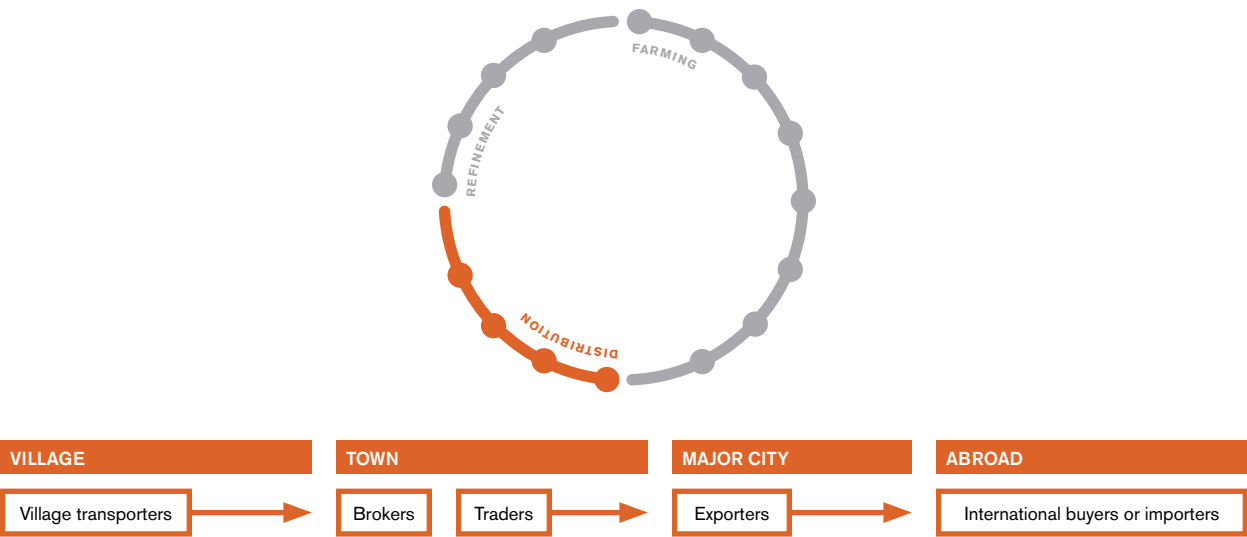 FARMING
REFINEMENT
DISTRIBUTION
VILLAGE
TOWN
MAJOR CITY
ABROAD
Village transporters
Brokers
Traders
Exporters
International buyers or importers